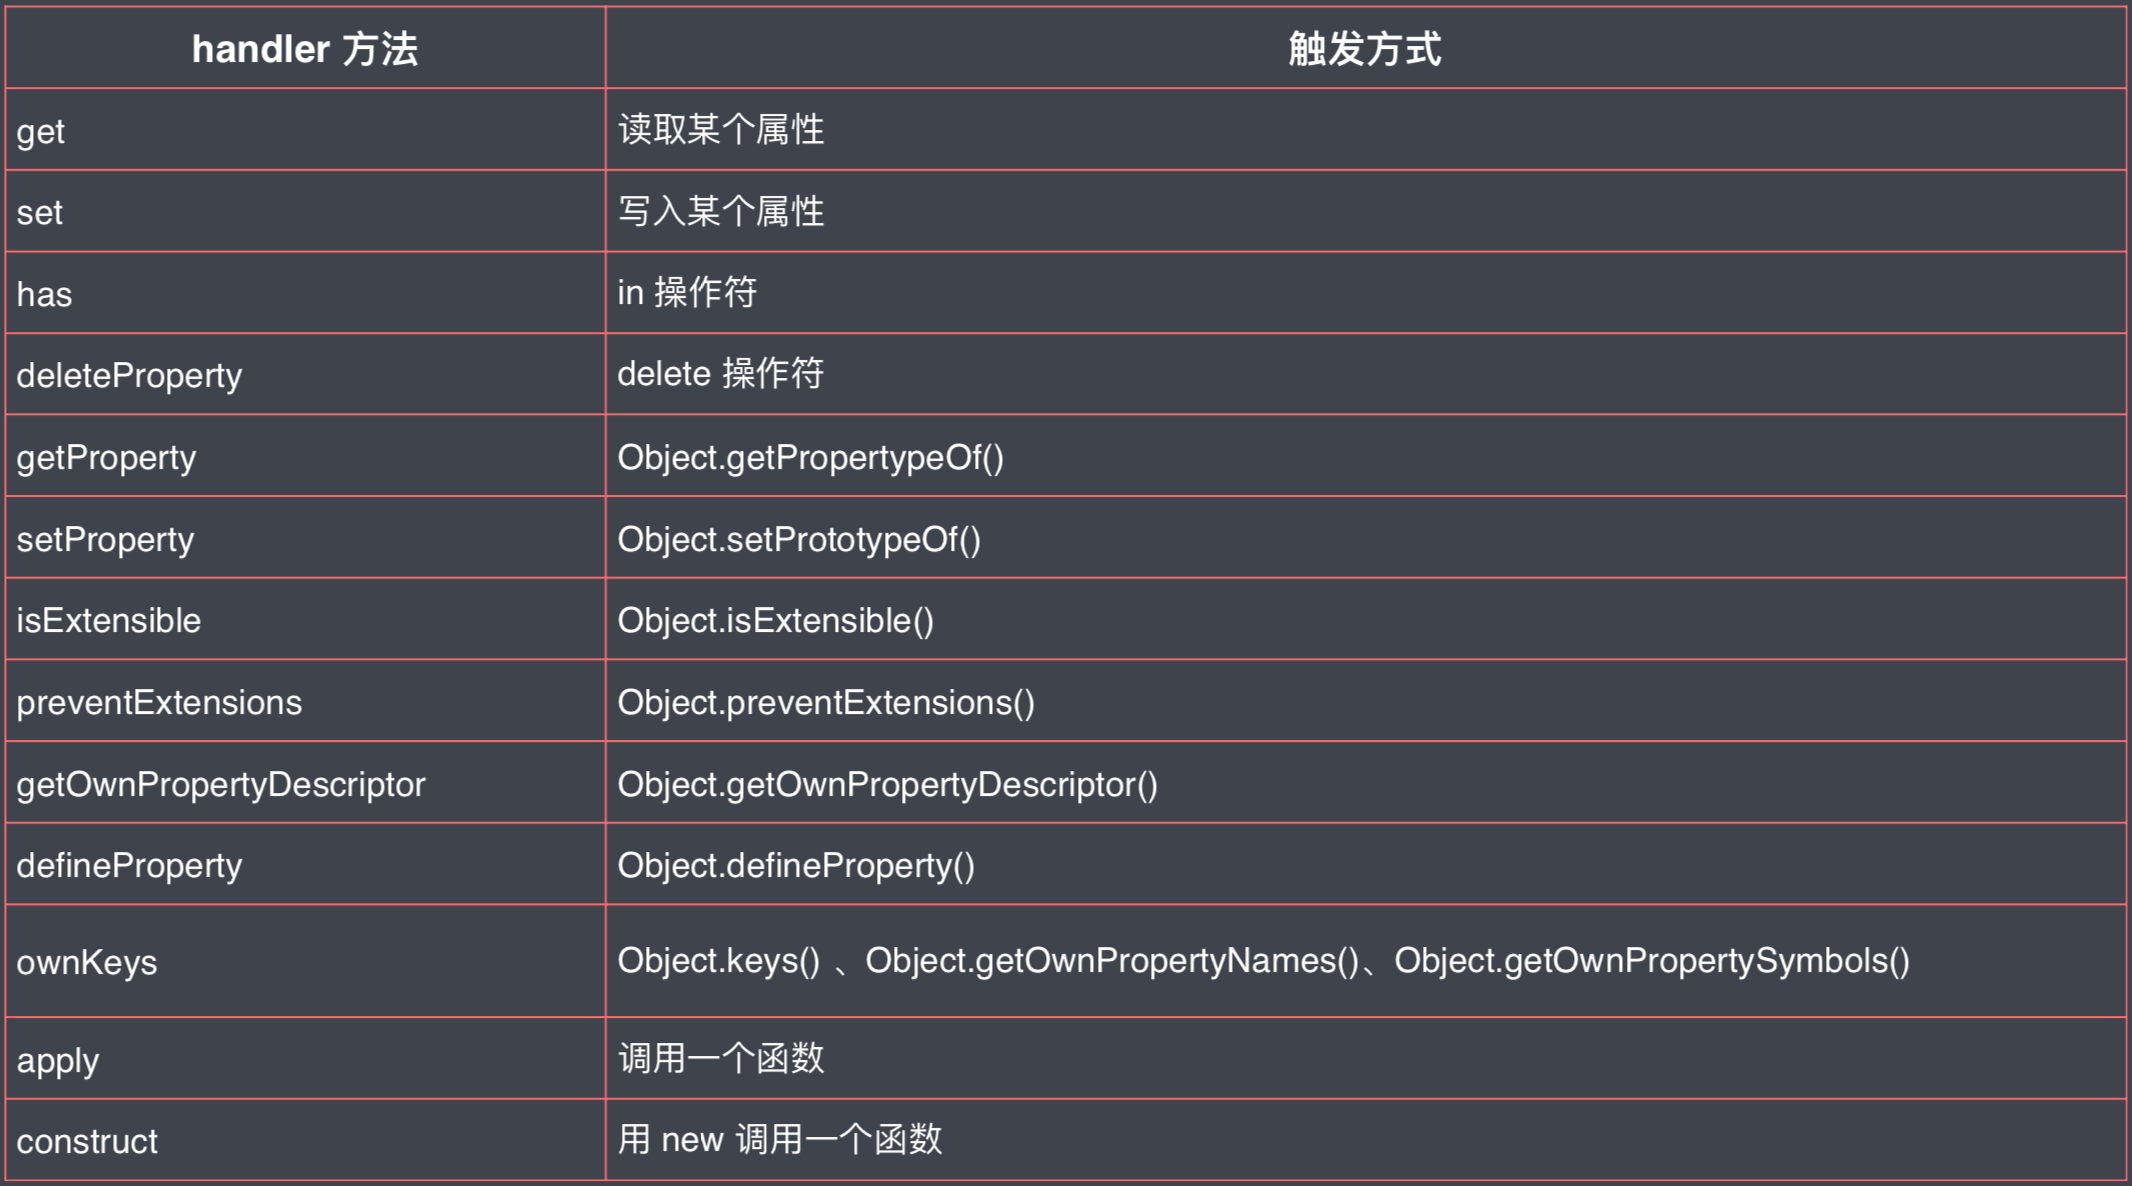 handler 方法 触发方式
get 读取某个属性
set 写入某个属性
has in 操作符
deleteProperty delete 操作符
getProperty Object.getPropertypeOf()
setProperty Object.setPrototypeOf()
isExtensible Object.isExtensible()
preventExtensions Object.preventExtensions()
getOwnPropertyDescriptor Object.getOwnPropertyDescriptor()
defineProperty Object.defineProperty()
ownKeys Object.keys() 、Object.getOwnPropertyNames()、Object.getOwnPropertySymbols()
apply 调用一个函数
construct 用 new 调用一个函数